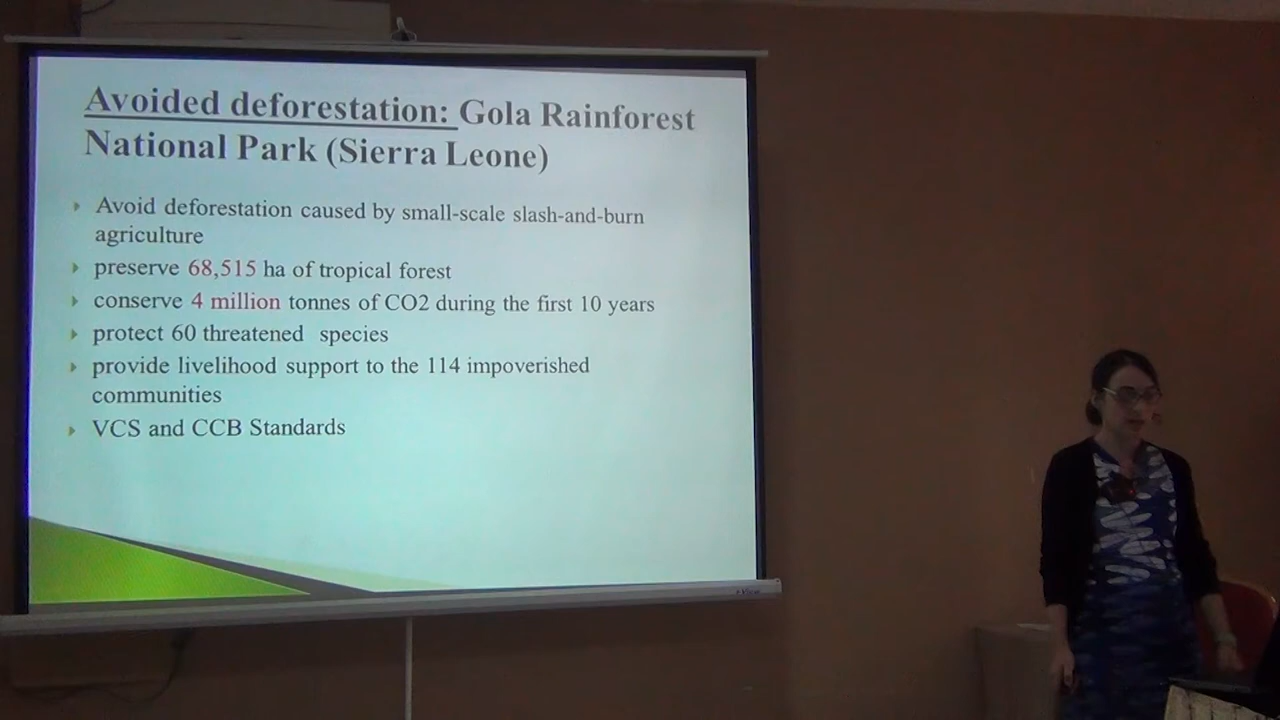 Avoided deforestation: Gola Rainforest
National Park (Sierra Leone)
Avoid deforestation caused by small-scale slash-and-burn
agriculture
preserve 68,515 ha of tropical forest
conserve 4 million tonnes of CO2 during the first 10 years
protect 60 threatened species
provide livelihood support to the 114 impoverished
communities
VCS and CCB Standards